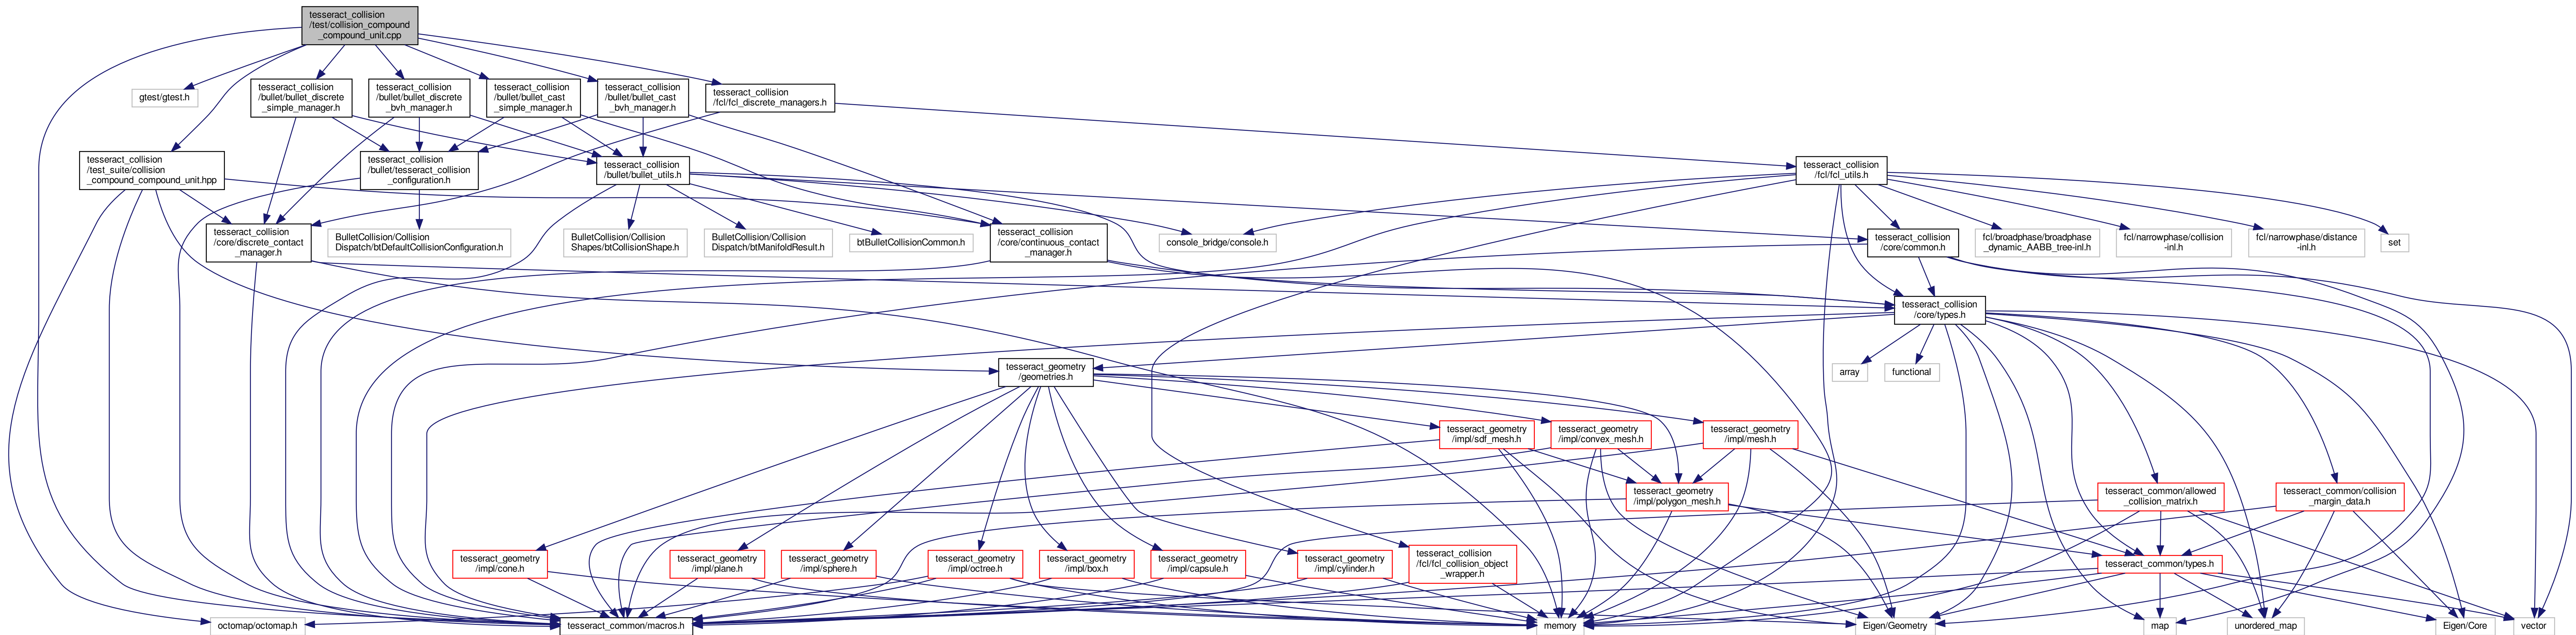 tesseract_collision
/test/collision_compound
_compound_unit.cpp
gtest/gtest.h
tesseract_collision
/bullet/bullet_discrete
_simple_manager.h
tesseract_collision
/bullet/bullet_discrete
_bvh_manager.h
tesseract_collision
/bullet/bullet_cast
_simple_manager.h
tesseract_collision
/bullet/bullet_cast
_bvh_manager.h
tesseract_collision
/fcl/fcl_discrete_managers.h
tesseract_collision
/test_suite/collision
_compound_compound_unit.hpp
tesseract_collision
/bullet/tesseract_collision
_configuration.h
tesseract_collision
/bullet/bullet_utils.h
tesseract_collision
/fcl/fcl_utils.h
tesseract_collision
/core/discrete_contact
_manager.h
BulletCollision/Collision
Dispatch/btDefaultCollisionConfiguration.h
BulletCollision/Collision
Shapes/btCollisionShape.h
BulletCollision/Collision
Dispatch/btManifoldResult.h
btBulletCollisionCommon.h
tesseract_collision
/core/continuous_contact
_manager.h
console_bridge/console.h
tesseract_collision
/core/common.h
fcl/broadphase/broadphase
_dynamic_AABB_tree-inl.h
fcl/narrowphase/collision
-inl.h
fcl/narrowphase/distance
-inl.h
set
tesseract_collision
/core/types.h
tesseract_geometry
/geometries.h
array
functional
tesseract_geometry
/impl/sdf_mesh.h
tesseract_geometry
/impl/convex_mesh.h
tesseract_geometry
/impl/mesh.h
tesseract_geometry
/impl/polygon_mesh.h
tesseract_common/allowed
_collision_matrix.h
tesseract_common/collision
_margin_data.h
tesseract_geometry
/impl/cone.h
tesseract_geometry
/impl/plane.h
tesseract_geometry
/impl/sphere.h
tesseract_geometry
/impl/octree.h
tesseract_geometry
/impl/box.h
tesseract_geometry
/impl/capsule.h
tesseract_geometry
/impl/cylinder.h
tesseract_collision
/fcl/fcl_collision_object
_wrapper.h
tesseract_common/types.h
octomap/octomap.h
tesseract_common/macros.h
memory
Eigen/Geometry
map
unordered_map
Eigen/Core
vector